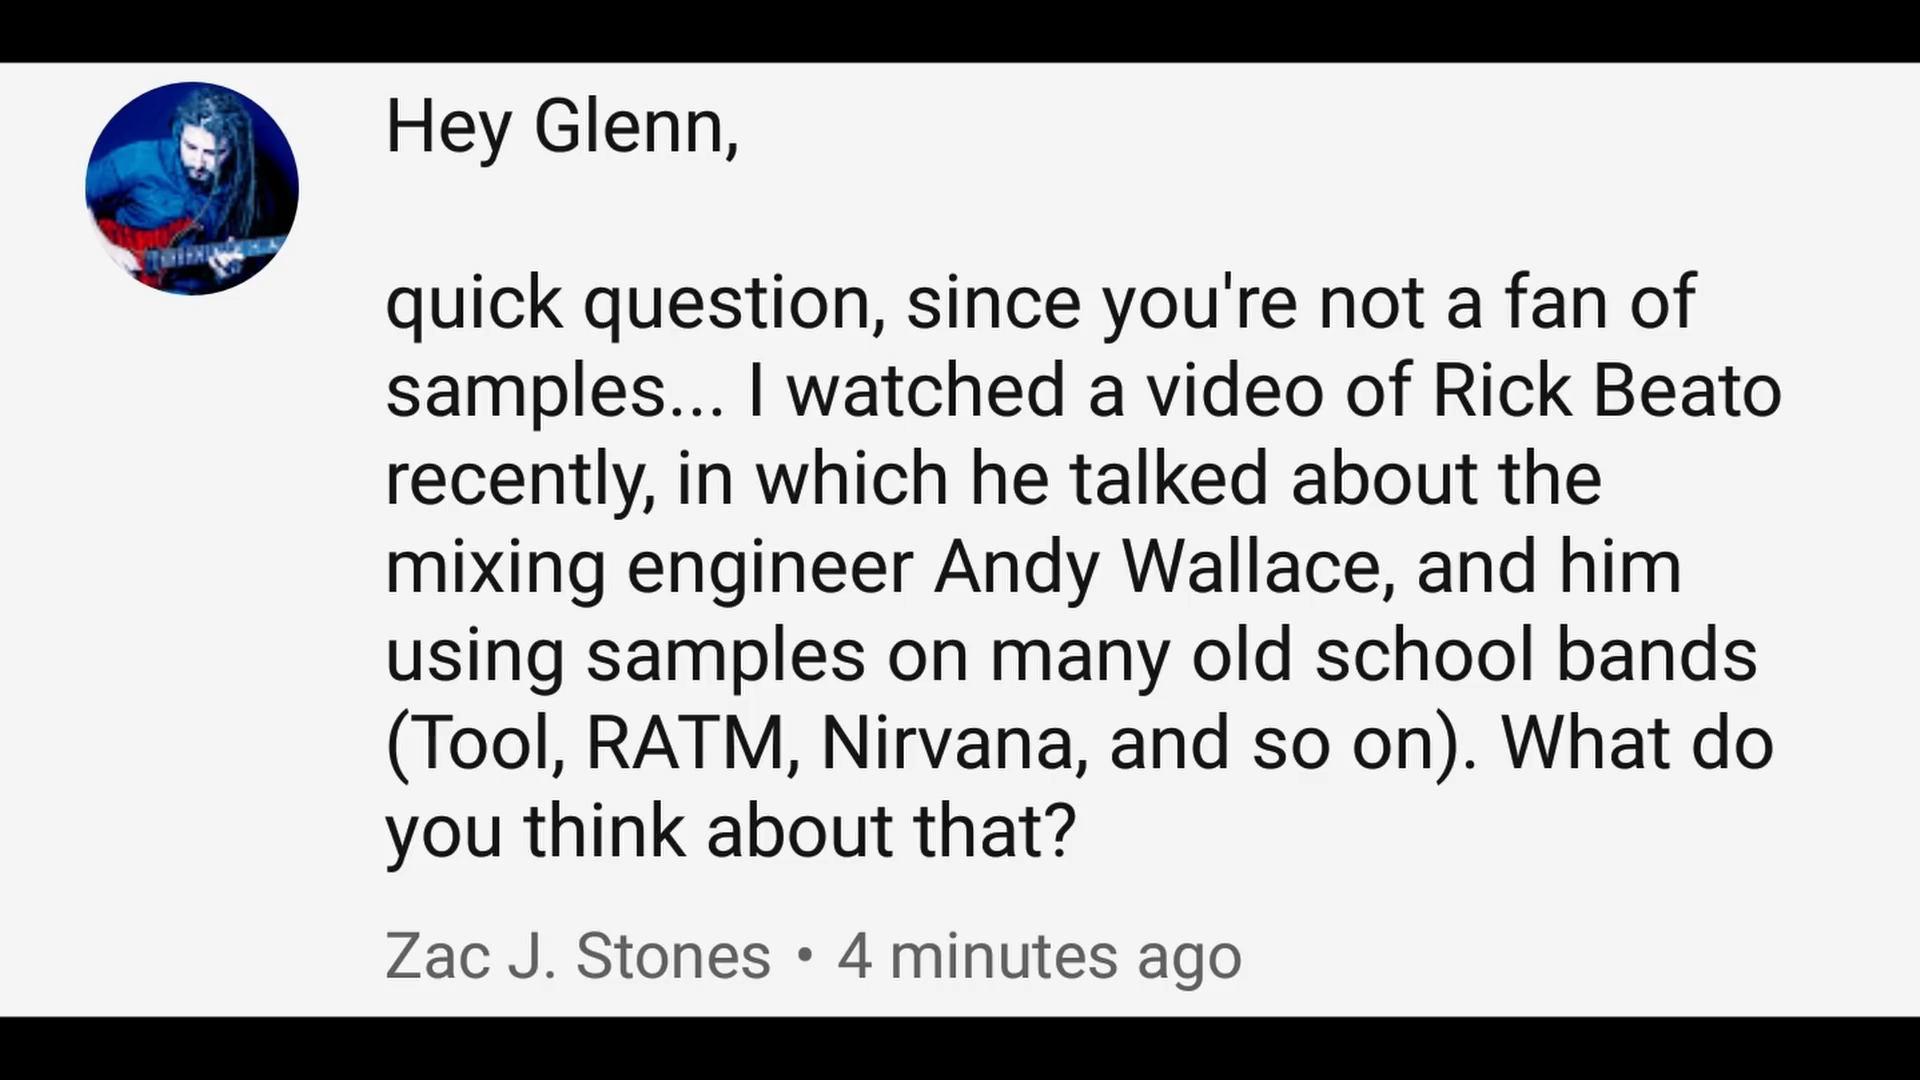 Hey Glenn,
quick question, since you're not a fan of
samples... I watched a video of Rick Beato
recently, in which he talked about the
mixing engineer Andy Wallace, and him
using samples on many old school bands
(Tool, RATM, Nirvana, and so on). What do
you think about that?
Zac J. Stones • 4 minutes ago